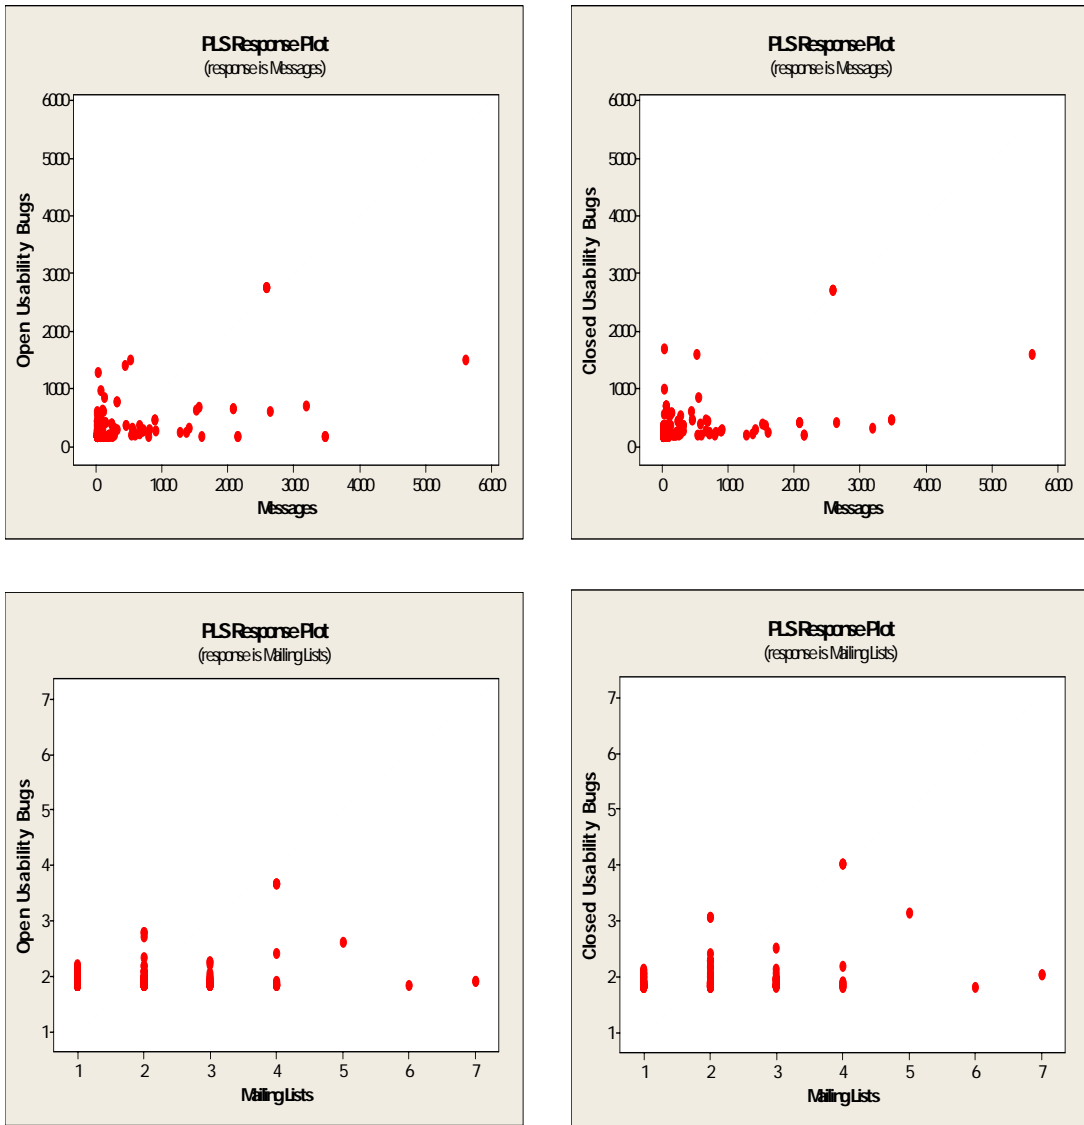 PLS Response Plot
(response is Messages)
6000
5000
4000
3000
2000
1000
0
Open Usability Bugs
0 1000 2000 3000 4000 5000 6000
Messages
PLS Response Plot
(response is Messages)
6000
5000
4000
3000
2000
1000
0
Closed Usability Bugs
0 1000 2000 3000 4000 5000 6000
Messages
PLS Response Plot
(response is Mailing Lists)
7
6
5
4
3
2
1
Open Usability Bugs
1 2 3 4 5 6 7
Mailing Lists
PLS Response Plot
(response is Mailing Lists)
7
6
5
4
3
2
1
Closed Usability Bugs
1 2 3 4 5 6 7
Mailing Lists